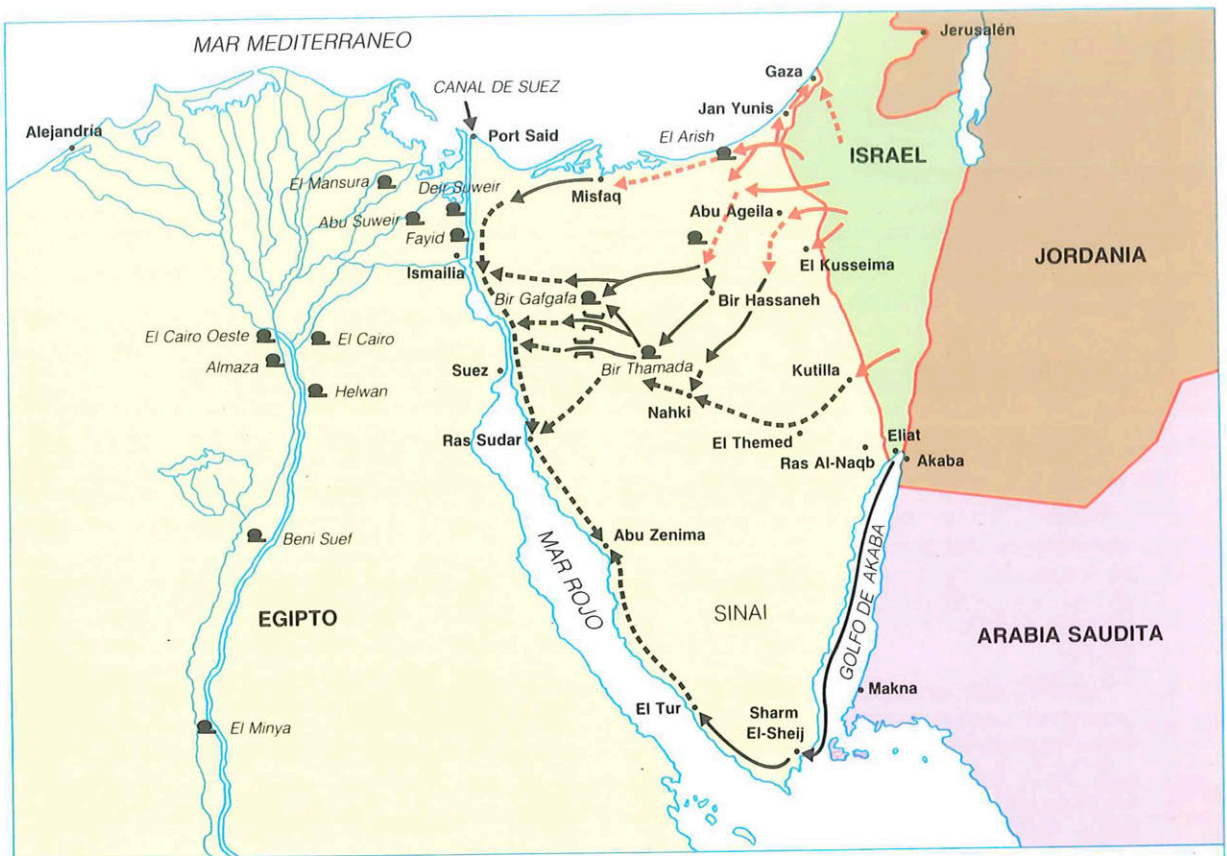 MAR MEDITERRANEO
Jerusalén
Gaza
CANAL DE SUEZ
Jan Yunis
Alejandría
Port Said
El Arish
ISRAEL
El Mansura
Deir Suweir
Misfaq
Abu Suweir
Abu Ageila
Fayid
Ismailia
El Kusseima
JORDANIA
Bir Gafgafa
Bir Hassaneh
El Cairo Oeste
El Cairo
Almaza
Bir Thamada
Suez
Kutilla
Helwan
Nahki
Ras Sudar
El Themed
Eliat
Ras Al-Naqb
Akaba
Beni Suef
Abu Zenima
MAR ROJO
SINAI
GOLFO DE AKABA
EGIPTO
ARABIA SAUDITA
Makna
El Tur
Sharm
El-Sheij
El Minya